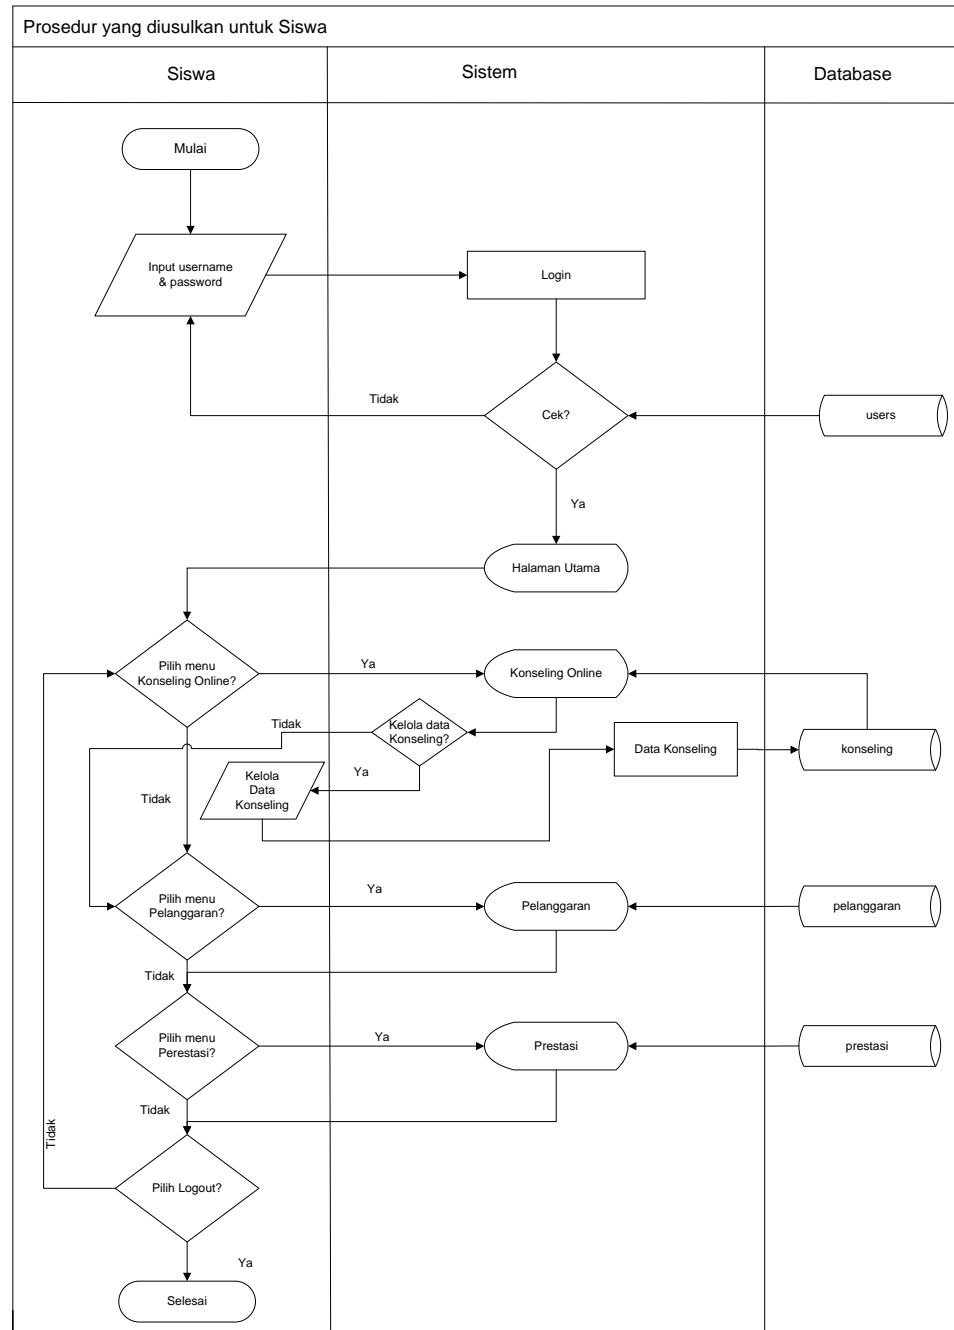 Prosedur yang diusulkan untuk Siswa
Siswa
Sistem
Database
Mulai
Input username
& password
Login
Tidak
Cek?
users
Ya
Halaman Utama
Pilih menu
Konseling Online?
Ya
Konseling Online
Tidak
Kelola data
Konseling?
Data Konseling
konseling
Ya
Kelola
Data
Konseling
Tidak
Pilih menu
Pelanggaran?
Ya
Pelanggaran
pelanggaran
Tidak
Pilih menu
Perestasi?
Ya
Prestasi
prestasi
Tidak
Tidak
Pilih Logout?
Ya
Selesai